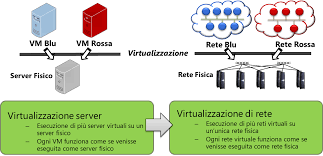 VM Blu
VM Rossa
Virtualizzazione
Rete Blu
Rete Rossa
Server Fisico
Rete Fisica
Virtualizzazione server
– Esecuzione di più server virtuali su un
server fisico
– Ogni VM funziona come se venisse
eseguita come server fisico
Virtualizzazione di rete
– Esecuzione di più reti virtuali su
un'unica rete fisica
– Ogni rete virtuale funziona come se
venisse eseguita come rete fisica